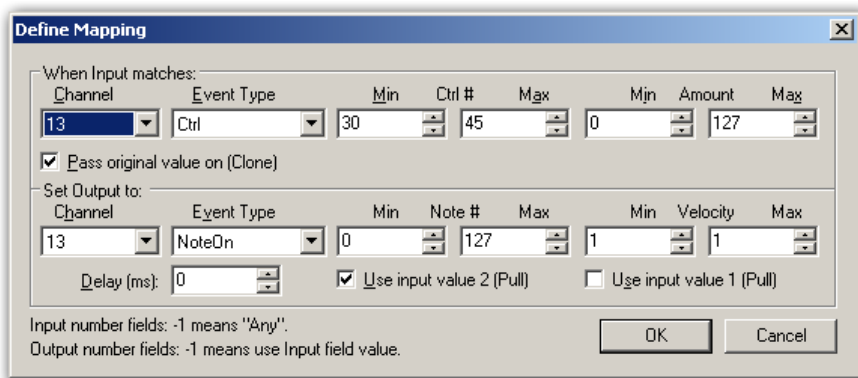 Define Mapping
When Input matches:
Channel Event Type Min Ctrl # Max Min Amount Max
13 Ctrl 30 45 0 127
Pass original value on (Clone)
Set Output to:
Channel Event Type Min Note # Max Min Velocity Max
13 NoteOn 0 127 1 1
Delay (ms): 0 Use input value 2 (Pull) Use input value 1 (Pull)
Input number fields: -1 means "Any".
Output number fields: -1 means use Input field value.
OK Cancel